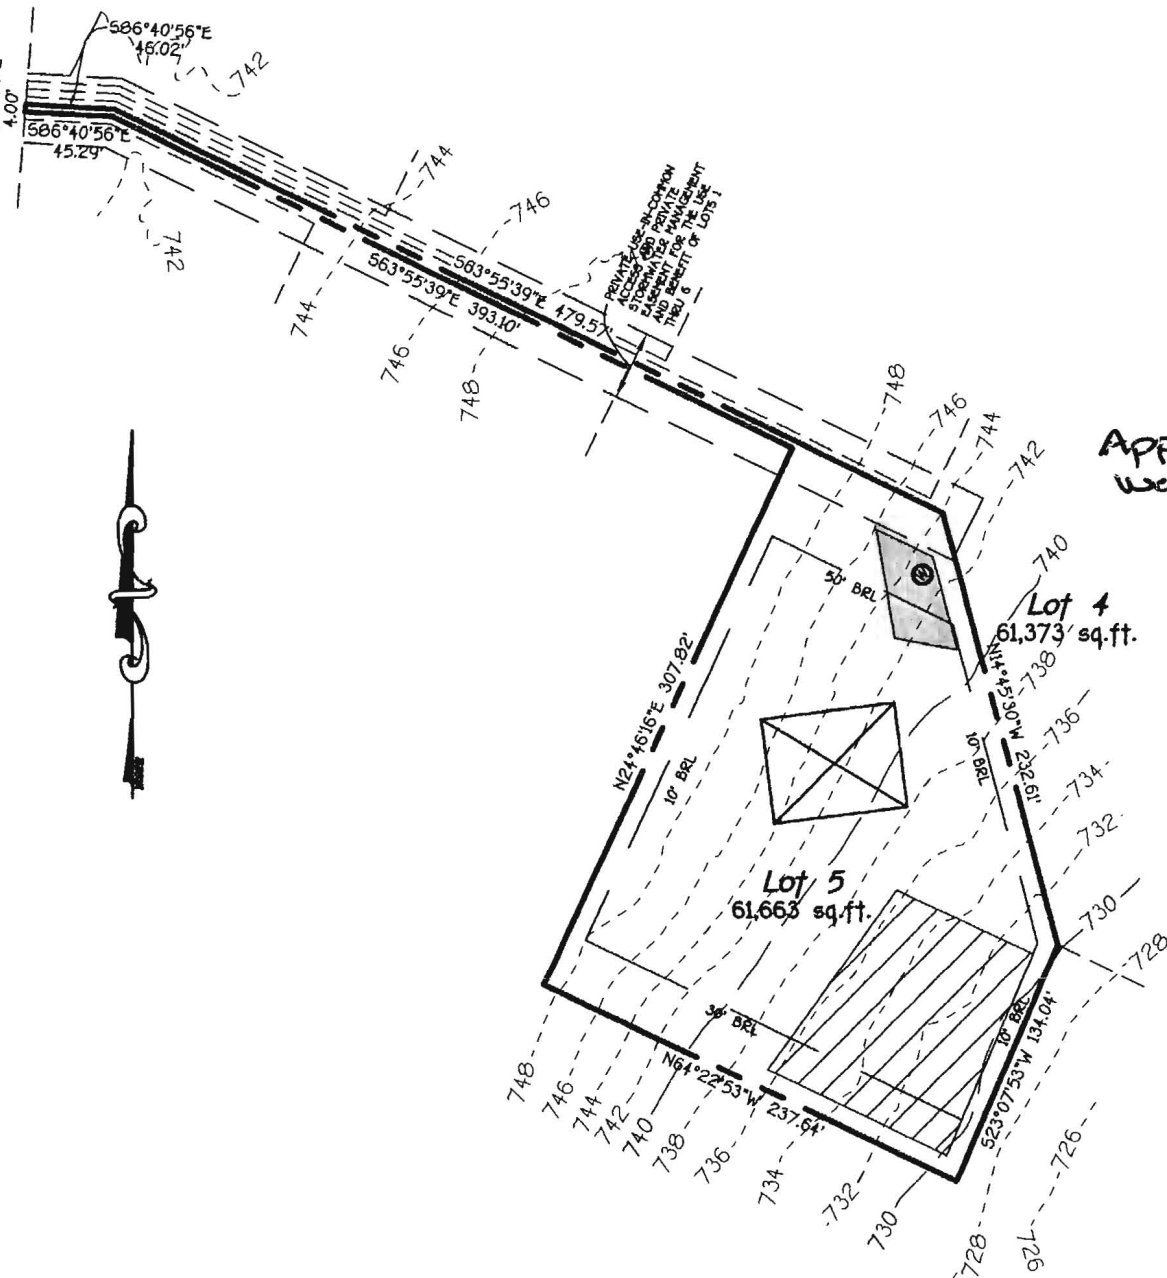 S86°40'56"E
46.02'
742
4.00'
S86°40'56"E
45.29'
742
744
746
744
746
748
S63°55'39"E 479.57'
S63°55'39"E 393.10'
PRIVATE USE-IN-COMMON
ACCESS AND PRIVATE
STORMWATER MANAGEMENT
EASEMENT FOR THE USE
AND BENEFIT OF LOTS 1
THRU 6
748
746
744
742
740
W
50' BRL
Lot 4
61,373 sq.ft.
N14°45'30"W 232.61'
738
736
734
732
730
728
N24°46'16"E 307.82'
10' BRL
10' BRL
Lot 5
61,663 sq.ft.
30' BRL
10' BRL
N64°22'53"W 237.64'
S23°07'53"W 134.04'
748
746
744
742
740
738
736
734
732
730
728
726
726